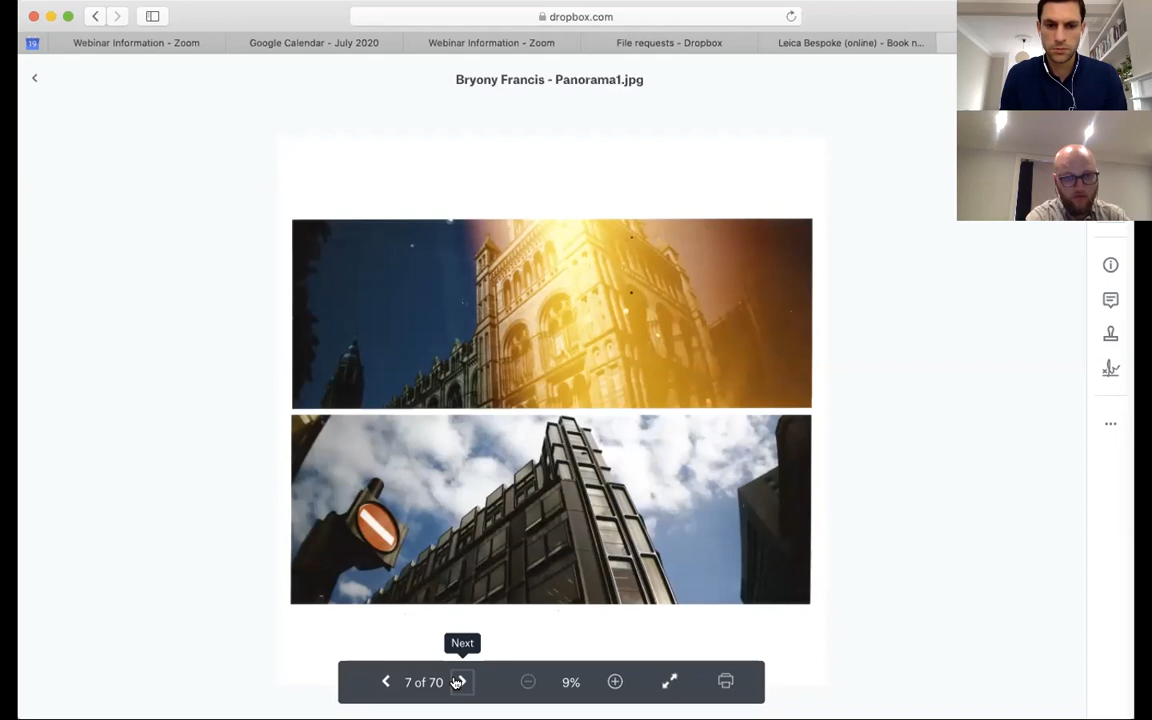 dropbox.com
19
Webinar Information - Zoom
Google Calendar - July 2020
Webinar Information - Zoom
File requests - Dropbox
Leica Bespoke (online) - Book n...
Bryony Francis - Panorama1.jpg
Next
7 of 70
9%